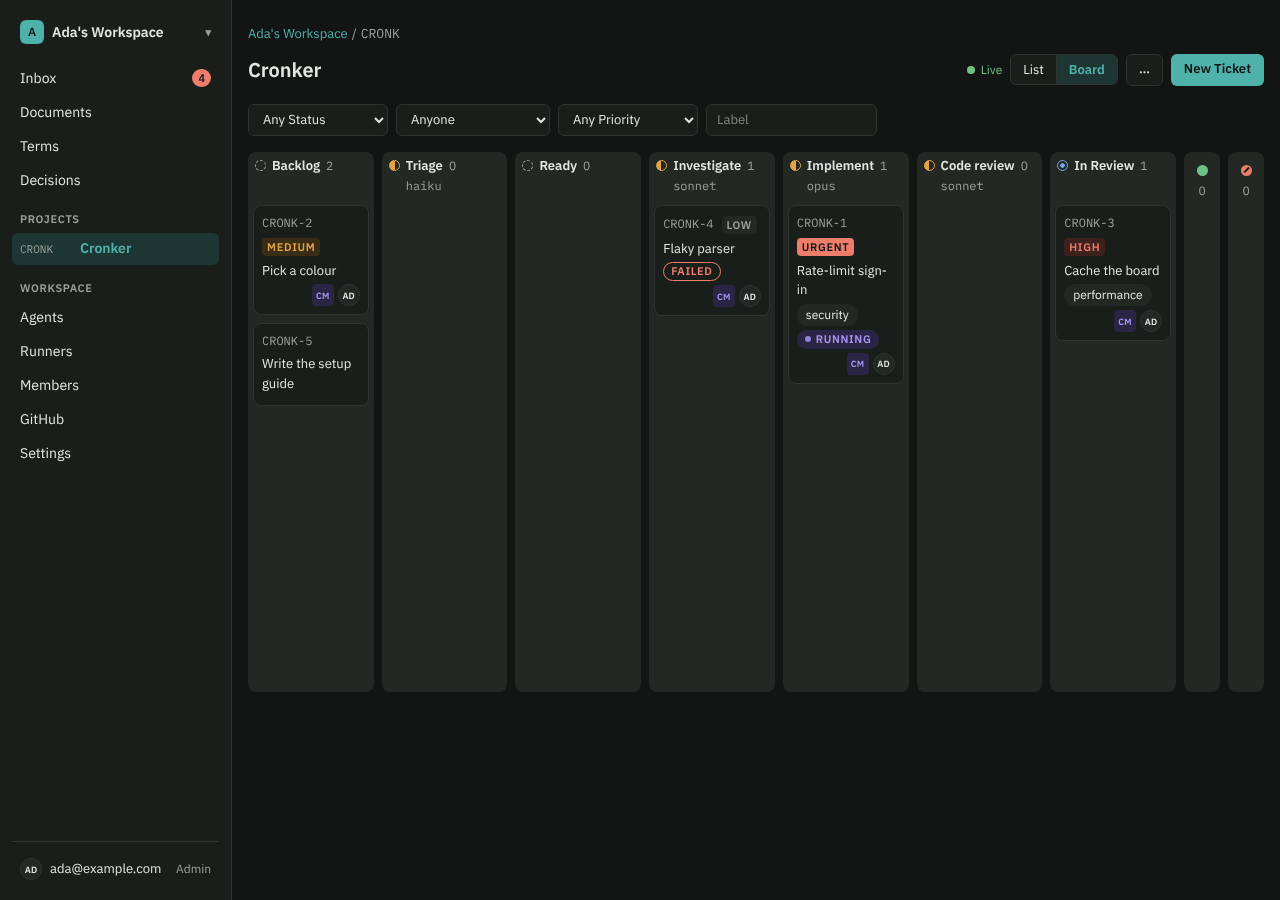 A Ada's Workspace ▾
Inbox 4
Documents
Terms
Decisions
PROJECTS
CRONK Cronker
WORKSPACE
Agents
Runners
Members
GitHub
Settings
AD ada@example.com Admin
Ada's Workspace / CRONK
Cronker
Live List Board … New Ticket
Any Status Anyone Any Priority Label
Backlog 2
CRONK-2
MEDIUM
Pick a colour
CM AD
CRONK-5
Write the setup
guide
Triage 0
haiku
Ready 0
Investigate 1
sonnet
CRONK-4 LOW
Flaky parser
FAILED
CM AD
Implement 1
opus
CRONK-1
URGENT
Rate-limit sign-
in
security
RUNNING
CM AD
Code review 0
sonnet
In Review 1
CRONK-3
HIGH
Cache the board
performance
CM AD
0
0